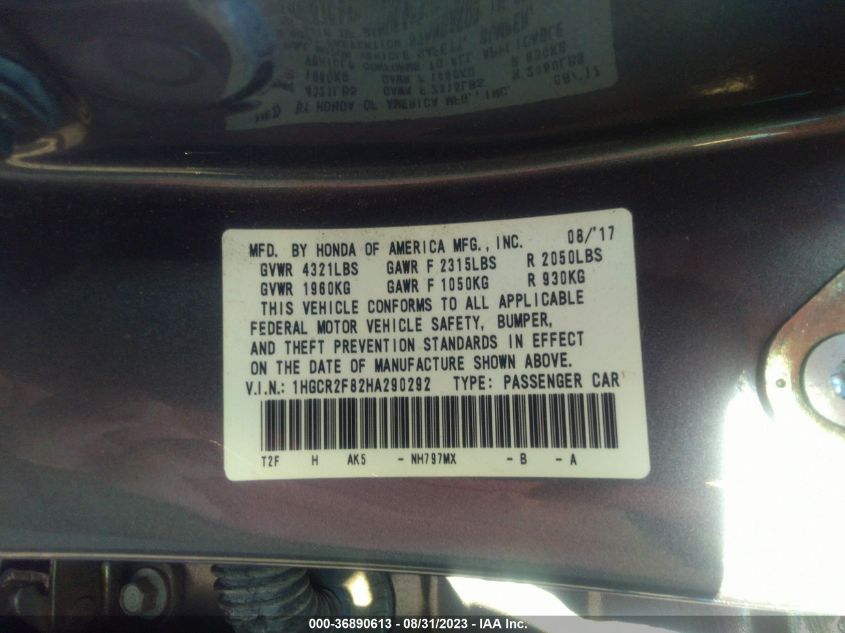 MFD. BY HONDA OF AMERICA MFG., INC. 08/'17
GVWR 4321LBS GAWR F 2315LBS R 2050LBS
GVWR 1960KG GAWR F 1050KG R 930KG
THIS VEHICLE CONFORMS TO ALL APPLICABLE
FEDERAL MOTOR VEHICLE SAFETY, BUMPER,
AND THEFT PREVENTION STANDARDS IN EFFECT
ON THE DATE OF MANUFACTURE SHOWN ABOVE.
V.I.N.: 1HGCR2F82HA290292 TYPE: PASSENGER CAR
T2F H AK5 - NH797MX - B - A
000-36890613 - 08/31/2023 - IAA Inc.